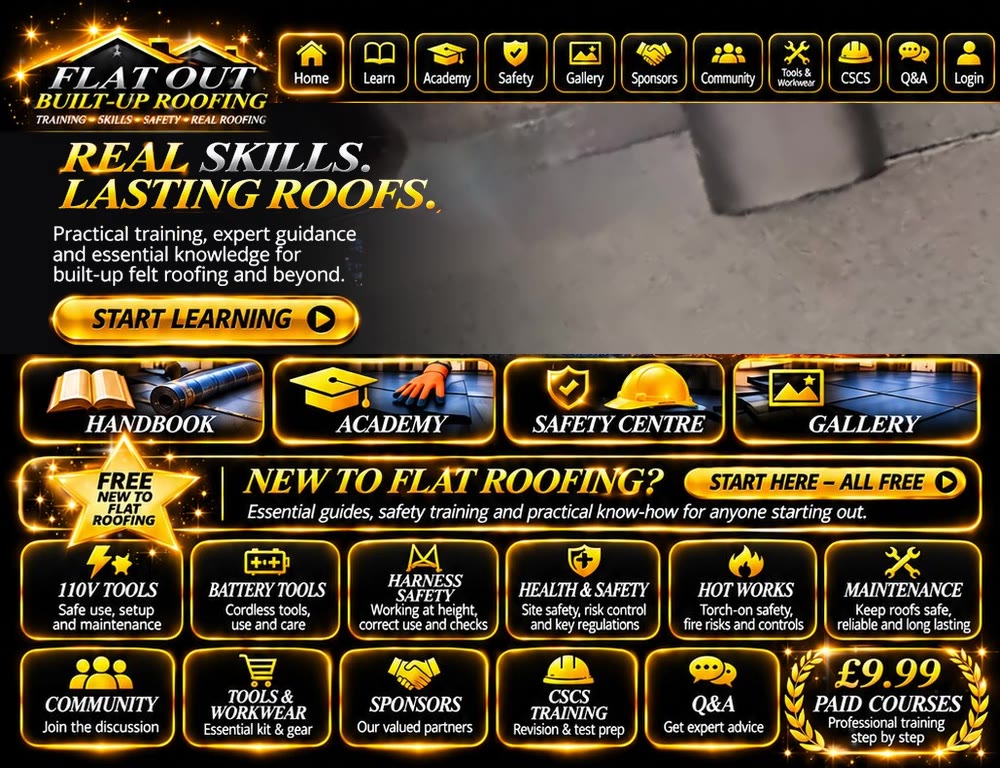 FLAT OUT
BUILT-UP ROOFING
TRAINING • SKILLS • SAFETY • REAL ROOFING
Home
Learn
Academy
Safety
Gallery
Sponsors
Community
Tools &
Workwear
CSCS
Q&A
Login
REAL SKILLS.
LASTING ROOFS.
Practical training, expert guidance
and essential knowledge for
built-up felt roofing and beyond.
START LEARNING
HANDBOOK
ACADEMY
SAFETY CENTRE
GALLERY
FREE
NEW TO
FLAT
ROOFING
NEW TO FLAT ROOFING?
Essential guides, safety training and practical know-how for anyone starting out.
START HERE – ALL FREE
110V TOOLS
Safe use, setup
and maintenance
BATTERY TOOLS
Cordless tools,
use and care
HARNESS
SAFETY
Working at height,
correct use and checks
HEALTH & SAFETY
Site safety, risk control
and key regulations
HOT WORKS
Torch-on safety,
fire risks and controls
MAINTENANCE
Keep roofs safe,
reliable and long lasting
COMMUNITY
Join the discussion
TOOLS &
WORKWEAR
Essential kit & gear
SPONSORS
Our valued partners
CSCS
TRAINING
Revision & test prep
Q&A
Get expert advice
£9.99
PAID COURSES
Professional training
step by step